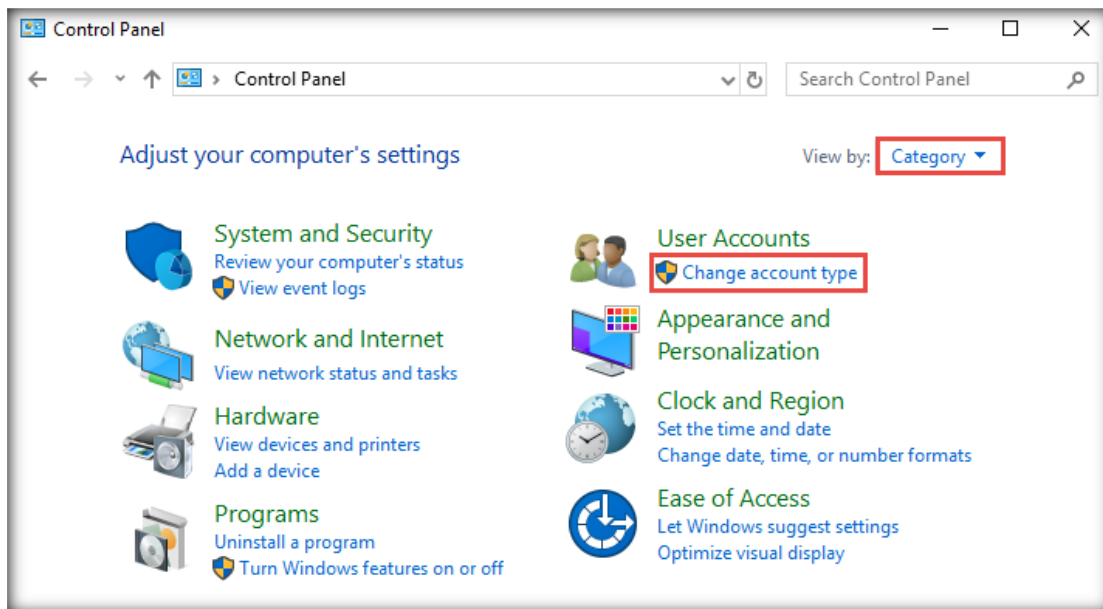 Control Panel
Control Panel
Search Control Panel
Adjust your computer's settings
View by: Category
System and Security
Review your computer's status
View event logs
Network and Internet
View network status and tasks
Hardware
View devices and printers
Add a device
Programs
Uninstall a program
Turn Windows features on or off
User Accounts
Change account type
Appearance and
Personalization
Clock and Region
Set the time and date
Change date, time, or number formats
Ease of Access
Let Windows suggest settings
Optimize visual display